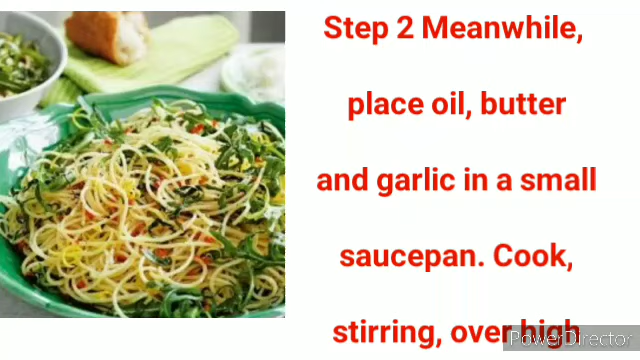 Step 2 Meanwhile,
place oil, butter
and garlic in a small
saucepan. Cook,
stirring, over high
PowerDirector